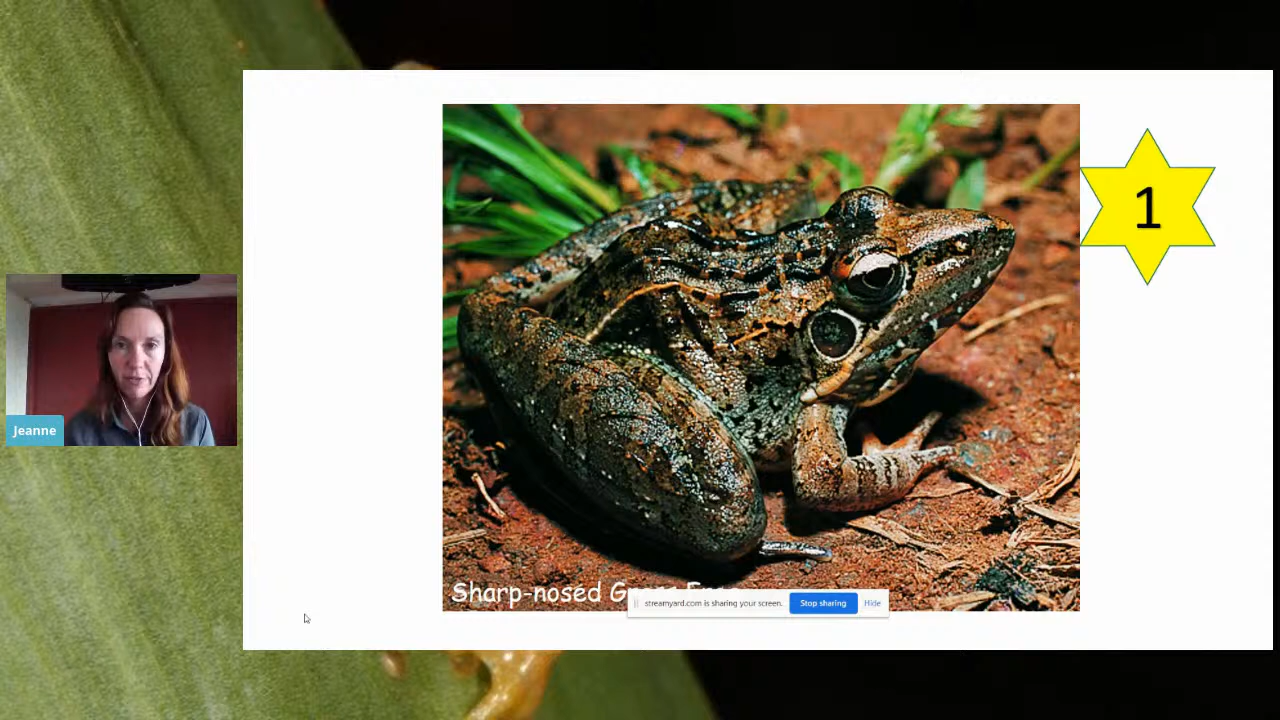 1
Jeanne
Sharp-nosed
streamyard.com is sharing your screen.
Stop sharing
Hide